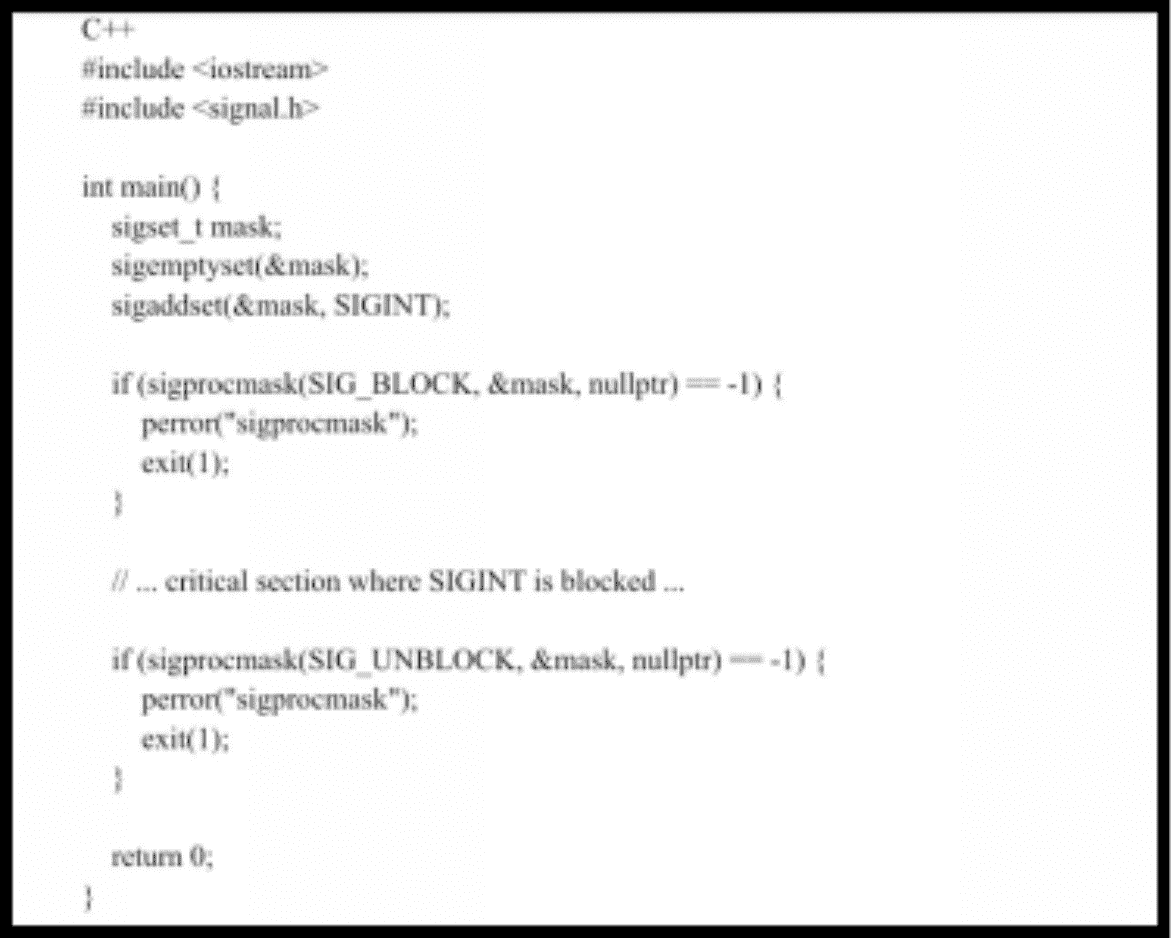 C++
#include <iostream>
#include <signal.h>
int main() {
sigset_t mask;
sigemptyset(&mask);
sigaddset(&mask, SIGINT);
if (sigprocmask(SIG_BLOCK, &mask, nullptr) == -1) {
perror("sigprocmask");
exit(1);
}
// ... critical section where SIGINT is blocked ...
if (sigprocmask(SIG_UNBLOCK, &mask, nullptr) == -1) {
perror("sigprocmask");
exit(1);
}
return 0;
}